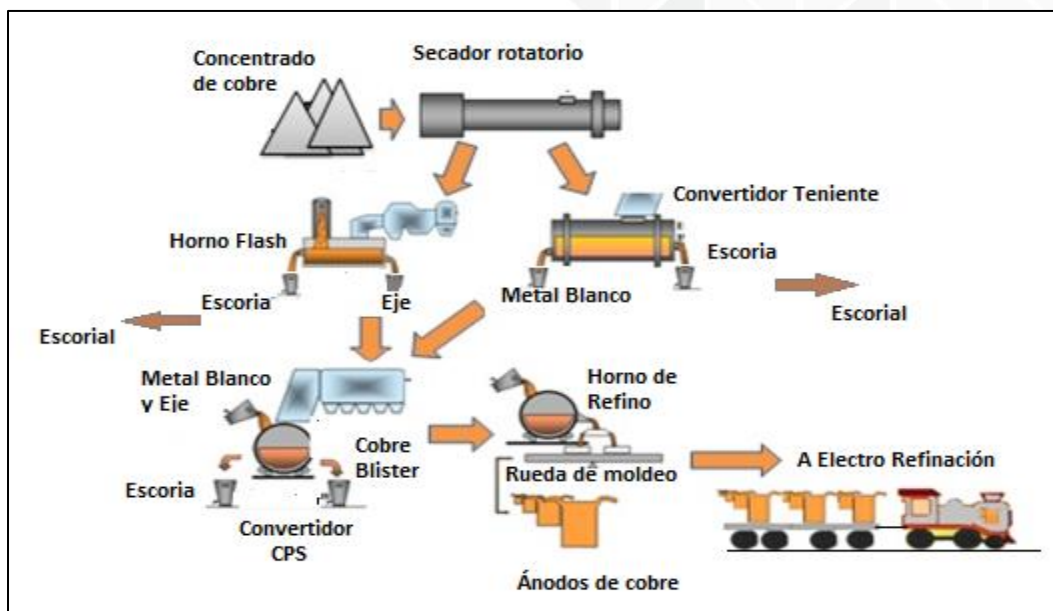 Concentrado
de cobre
Secador rotatorio
Convertidor Teniente
Horno Flash
Escoria
Escoria
Eje
Metal Blanco
Escorial
Escorial
Metal Blanco
y Eje
Horno de
Refino
Cobre
Blister
Rueda de moldeo
A Electro Refinación
Escoria
Convertidor
CPS
Ánodos de cobre